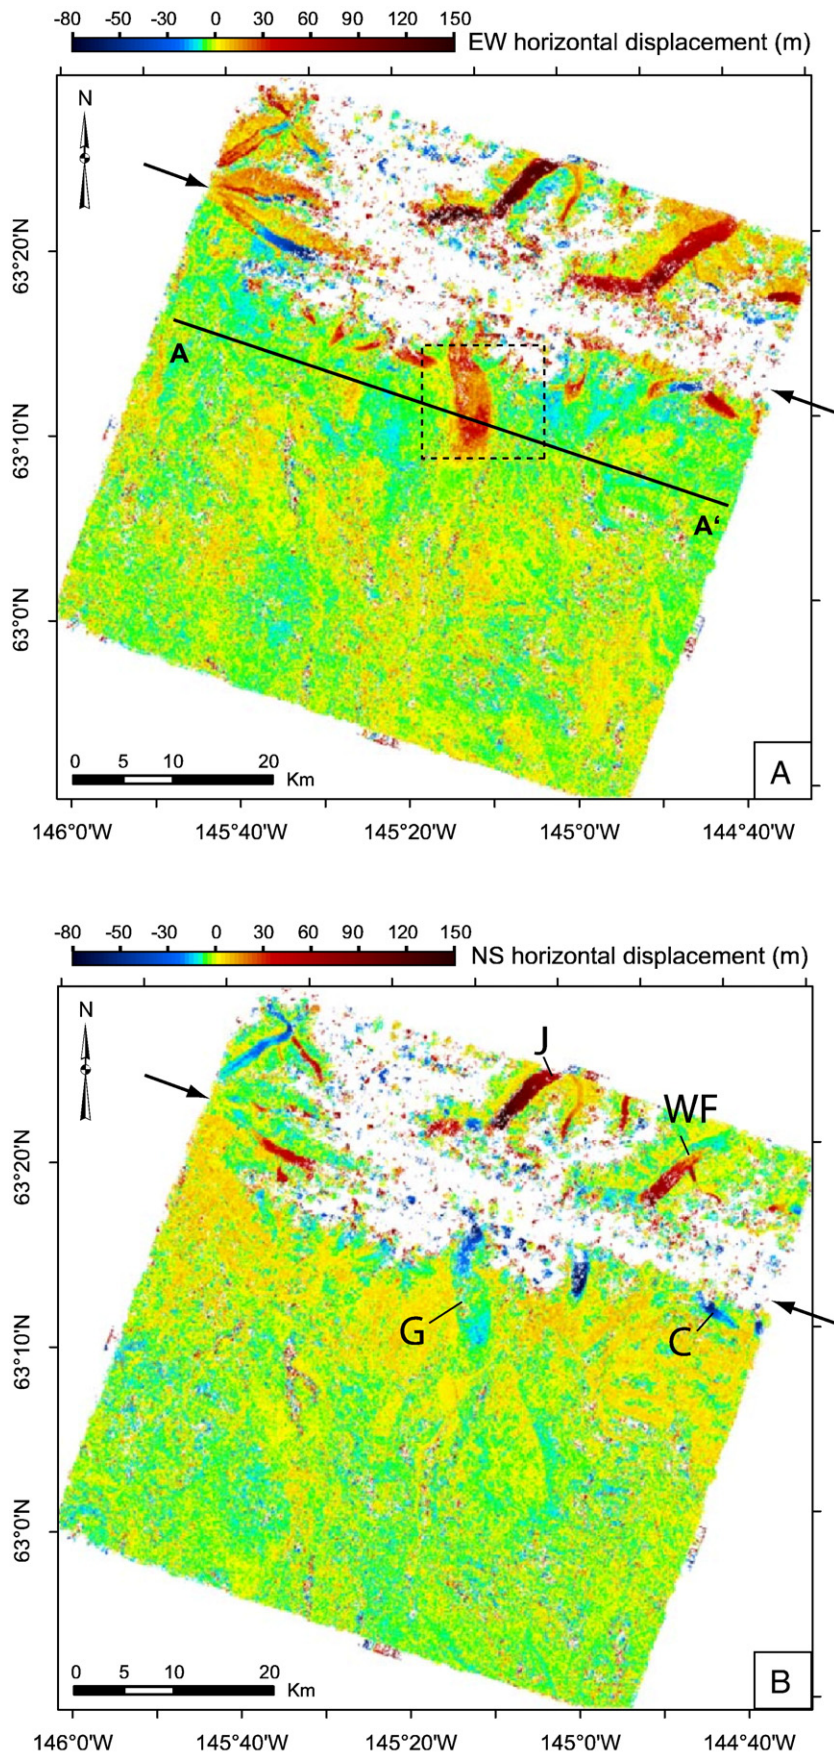 -80 -50 -30 0 30 60 90 120 150
EW horizontal displacement (m)
N
63°20'N
63°10'N
63°0'N
A
A'
0 5 10 20
Km
A
146°0'W 145°40'W 145°20'W 145°0'W 144°40'W
-80 -50 -30 0 30 60 90 120 150
NS horizontal displacement (m)
N
J
WF
63°20'N
G
C
63°10'N
63°0'N
0 5 10 20
Km
B
146°0'W 145°40'W 145°20'W 145°0'W 144°40'W